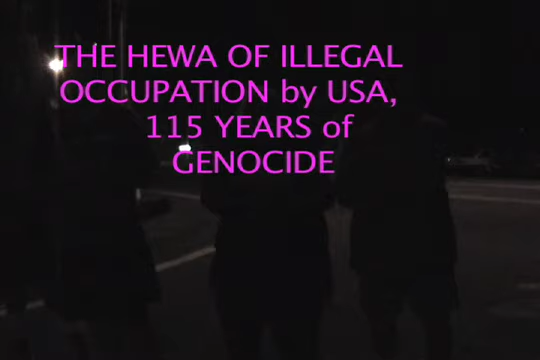 THE HEWA OF ILLEGAL
OCCUPATION by USA,
115 YEARS of
GENOCIDE